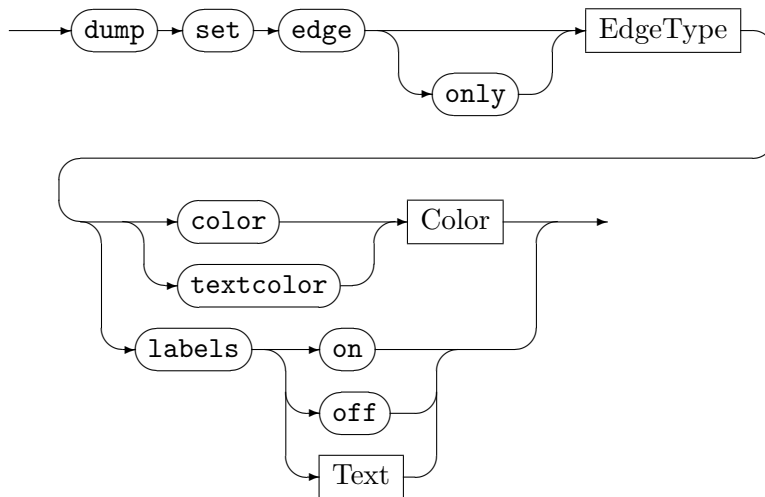 dump set edge EdgeType
only
color Color
textcolor
labels on
off
Text